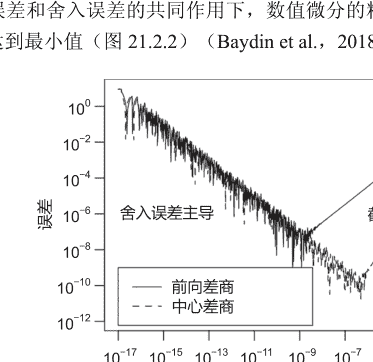 误差和舍入误差的共同作用下，数值微分的
达到最小值（图 21.2.2）（Baydin et al.，2018
10⁰
10⁻²
10⁻⁴
10⁻⁶
10⁻⁸
10⁻¹⁰
10⁻¹²
误差
舍入误差主导
前向差商
中心差商
10⁻¹⁷ 10⁻¹⁵ 10⁻¹³ 10⁻¹¹ 10⁻⁹ 10⁻⁷